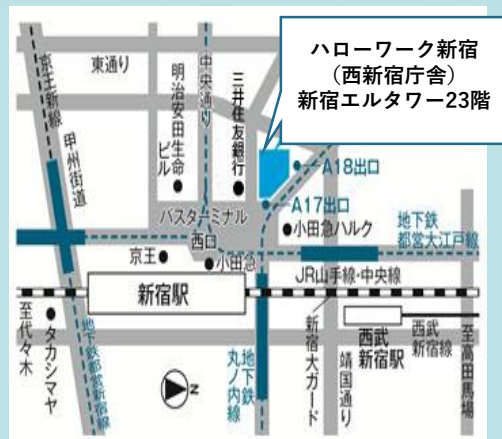 ハローワーク新宿
（西新宿庁舎）
新宿エルタワー23階
東通り
中央通り
京王新線
甲州街道
明治安田生命
ビル
三井住友銀行
A18出口
A17出口
バスターミナル
小田急ハルク
地下鉄
都営大江戸線
西口
京王
小田急
JR山手線・中央線
新宿駅
至代々木
タカシマヤ
地下鉄都営新宿線
N
地下鉄
丸ノ内線
新宿大ガード
靖国通り
西武
新宿駅
西武
新宿線
至高田馬場